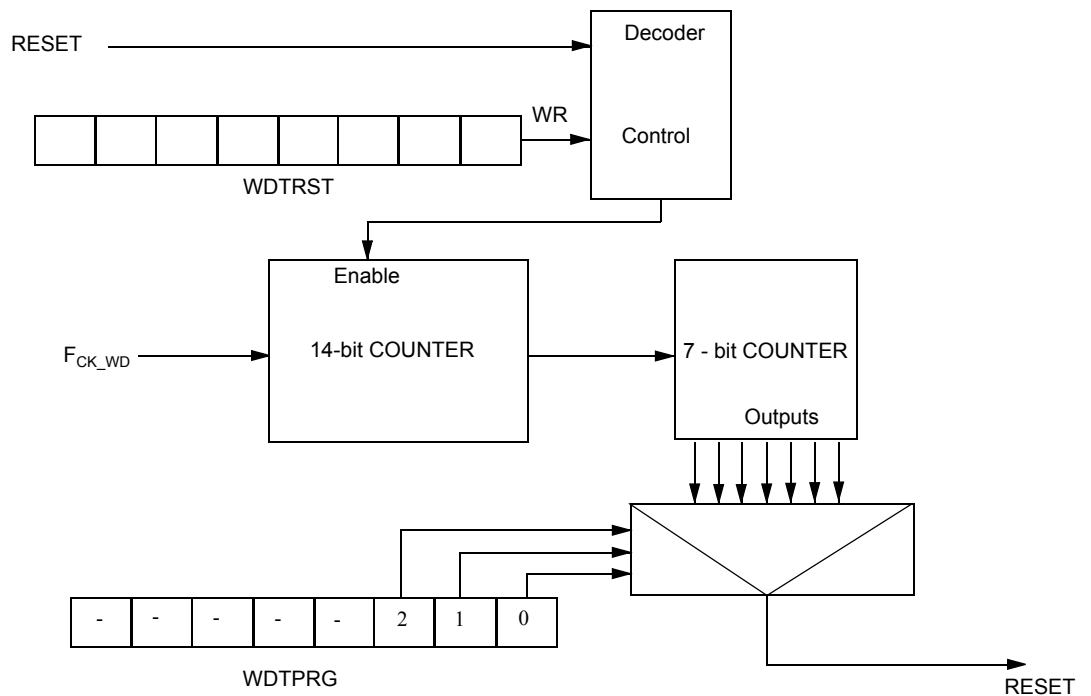 Decoder
RESET
WR
Control
WDTRST
Enable
F_CK_WD
14-bit COUNTER
7 - bit COUNTER
Outputs
- - - - - 2 1 0
WDTPRG
RESET